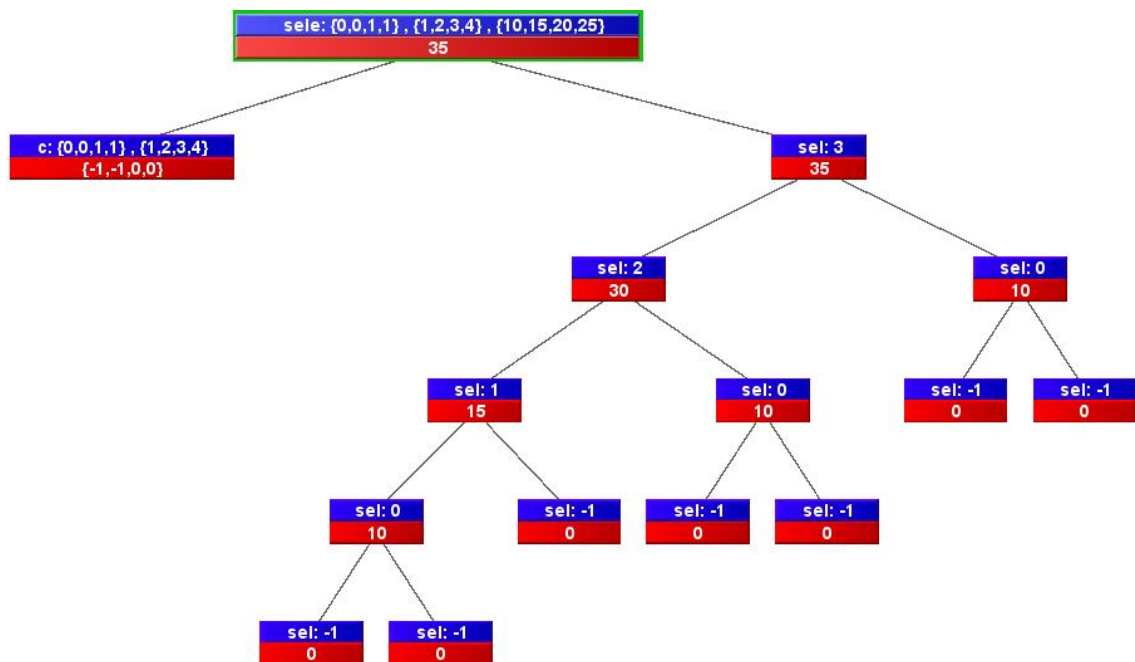 sele: {0,0,1,1} , {1,2,3,4} , {10,15,20,25}
35
c: {0,0,1,1} , {1,2,3,4}
{-1,-1,0,0}
sel: 3
35
sel: 2
30
sel: 0
10
sel: 1
15
sel: 0
10
sel: -1
0
sel: -1
0
sel: 0
10
sel: -1
0
sel: -1
0
sel: -1
0
sel: -1
0
sel: -1
0